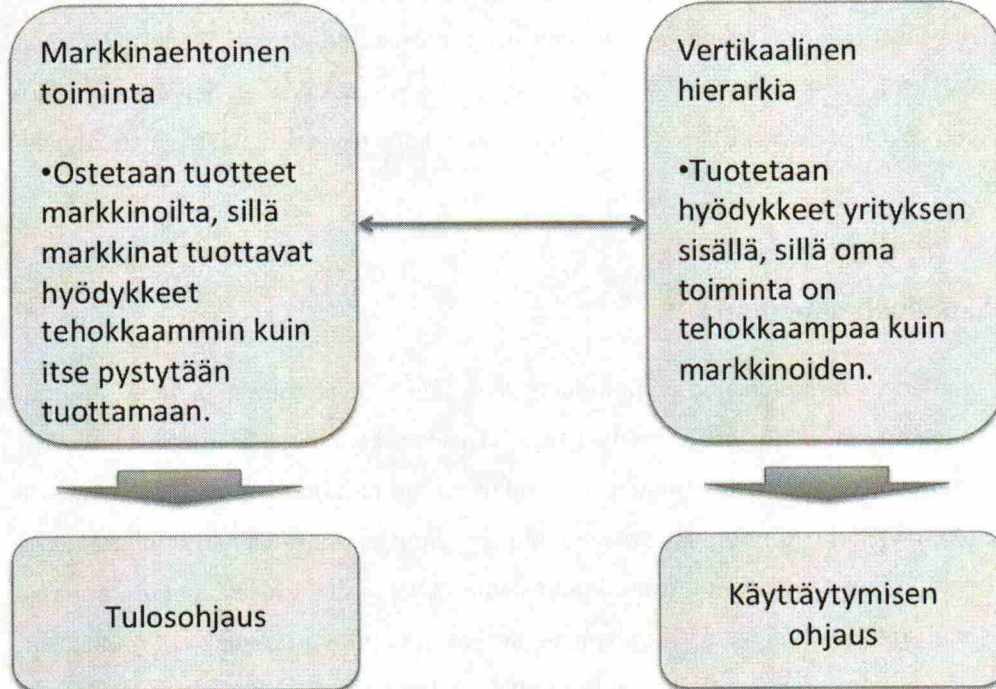 Markkinaehtoinen
toiminta
•Ostetaan tuotteet
markkinoilta, sillä
markkinat tuottavat
hyödykkeet
tehokkaammin kuin
itse pystytään
tuottamaan.
Vertikaalinen
hierarkia
•Tuotetaan
hyödykkeet yrityksen
sisällä, sillä oma
toiminta on
tehokkaampaa kuin
markkinoiden.
Tulosohjaus
Käyttäytymisen
ohjaus